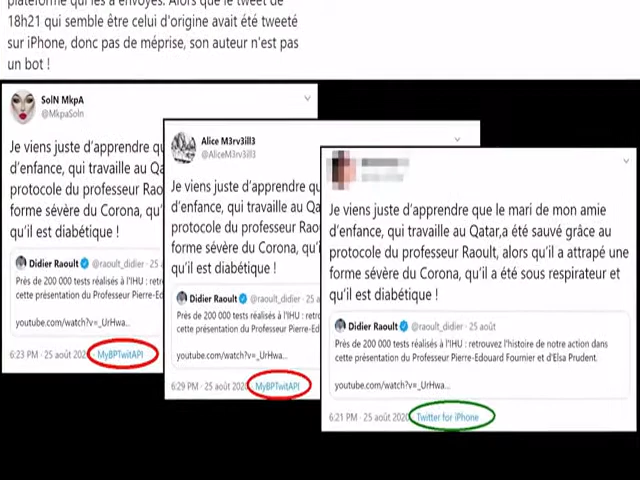 plateforme qui les a envoyés. Alors que le tweet de
18h21 qui semble être celui d'origine avait été tweeté
sur iPhone, donc pas de méprise, son auteur n'est pas
un bot !
SolN MkpA
@MkpaSoln
Je viens juste d'apprendre
d'enfance, qui travaille au Qa
protocole du professeur Rao
forme sévère du Corona, qu'
qu'il est diabétique !
Didier Raoult @raoult_didier · 25 a
Près de 200 000 tests réalisés à l'IHU : retro
cette présentation du Professeur Pierre-Ed
youtube.com/watch?v=_UrHwa...
6:23 PM · 25 août 202 MyBPTwitAPI
Alice M3rv3ill3
@AliceM3rv3ill3
Je viens juste d'apprendre qu
d'enfance, qui travaille au Qa
protocole du professeur Raou
forme sévère du Corona, qu'i
qu'il est diabétique !
Didier Raoult @raoult_didier · 25 a
Près de 200 000 tests réalisés à l'IHU : retr
cette présentation du Professeur Pierre-Edo
youtube.com/watch?v=_UrHwa...
6:29 PM · 25 août 202 MyBPTwitAPI
Je viens juste d'apprendre que le mari de mon amie
d'enfance, qui travaille au Qatar,a été sauvé grâce au
protocole du professeur Raoult, alors qu'il a attrapé une
forme sévère du Corona, qu'il a été sous respirateur et
qu'il est diabétique !
Didier Raoult @raoult_didier · 25 août
Près de 200 000 tests réalisés à l'IHU : retrouvez l'histoire de notre action dans
cette présentation du Professeur Pierre-Edouard Fournier et d'Elsa Prudent.
youtube.com/watch?v=_UrHwa...
6:21 PM · 25 août 2020 Twitter for iPhone